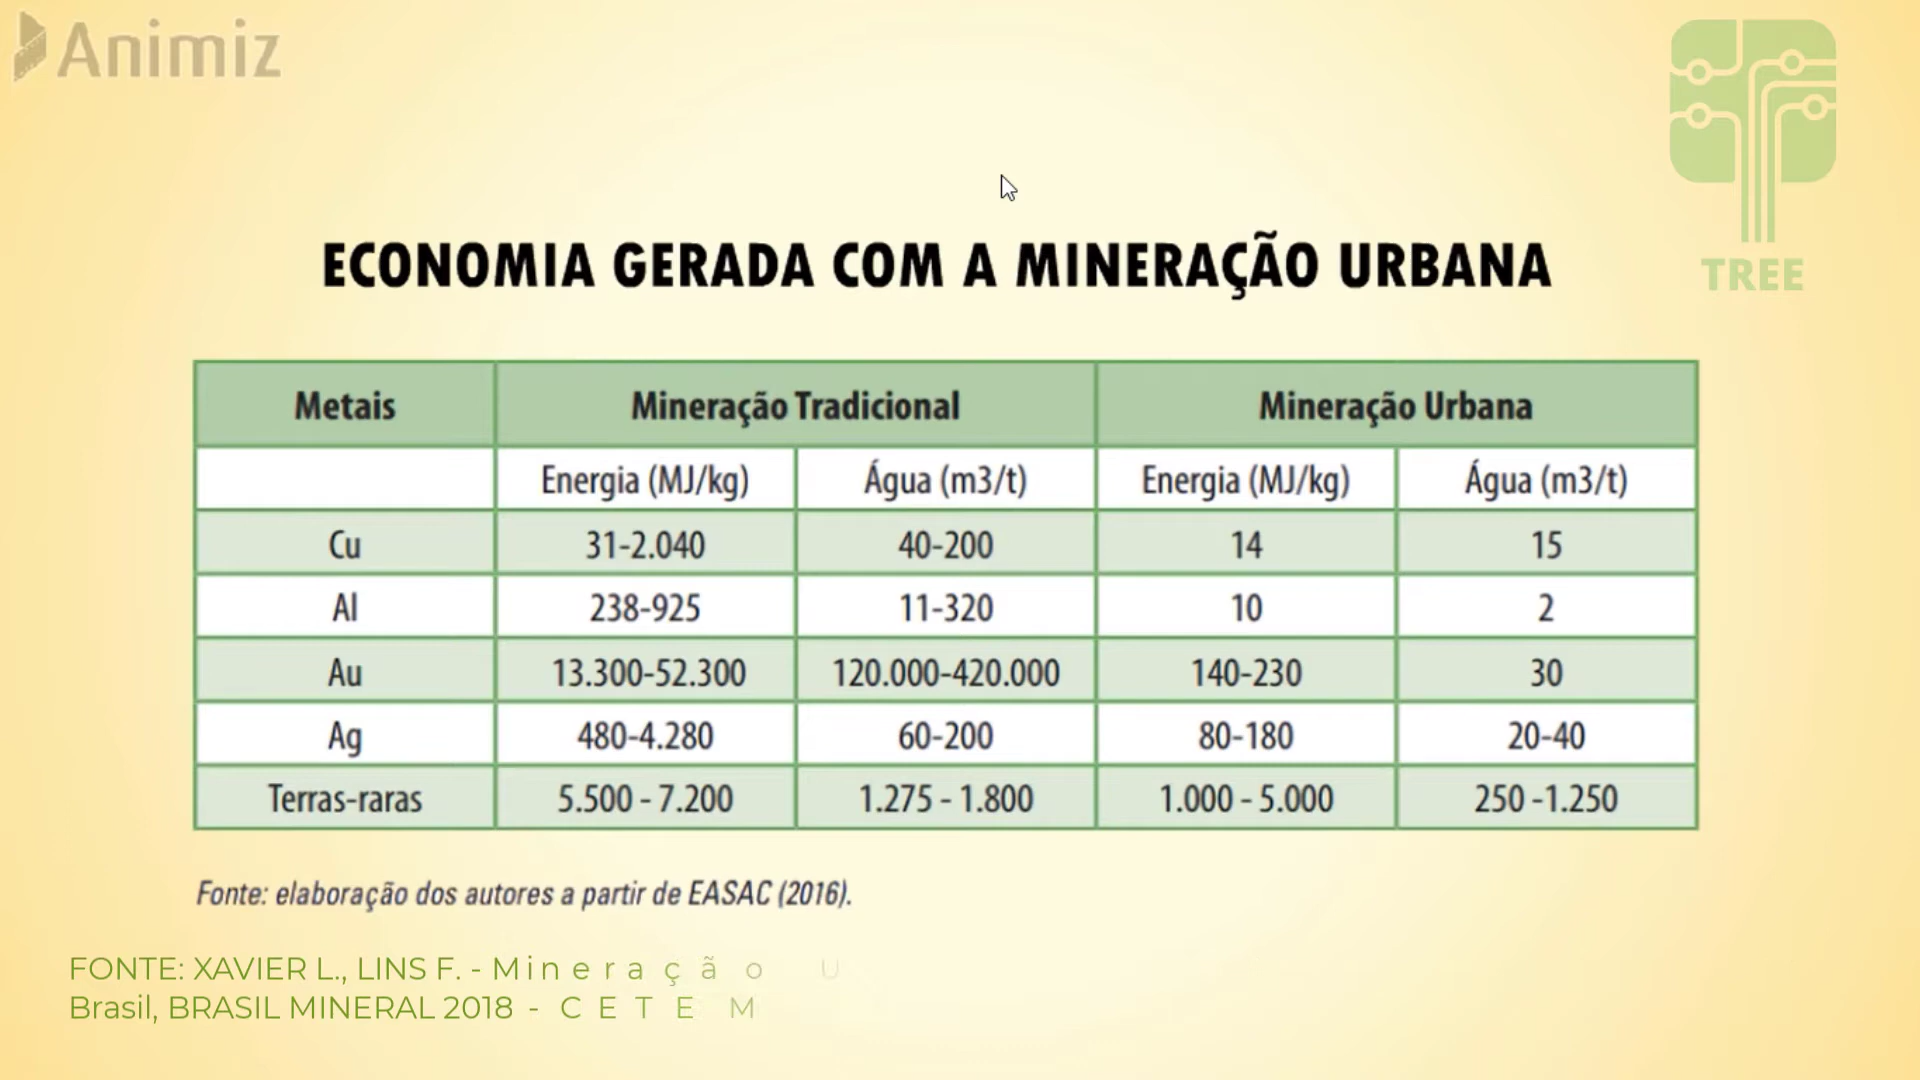 Animiz
TREE
ECONOMIA GERADA COM A MINERAÇÃO URBANA
Metais Mineração Tradicional Mineração Urbana
Energia (MJ/kg) Água (m3/t) Energia (MJ/kg) Água (m3/t)
Cu 31-2.040 40-200 14 15
Al 238-925 11-320 10 2
Au 13.300-52.300 120.000-420.000 140-230 30
Ag 480-4.280 60-200 80-180 20-40
Terras-raras 5.500 - 7.200 1.275 - 1.800 1.000 - 5.000 250 -1.250
Fonte: elaboração dos autores a partir de EASAC (2016).
FONTE: XAVIER L., LINS F. - Mineração U
Brasil, BRASIL MINERAL 2018 - CETEM